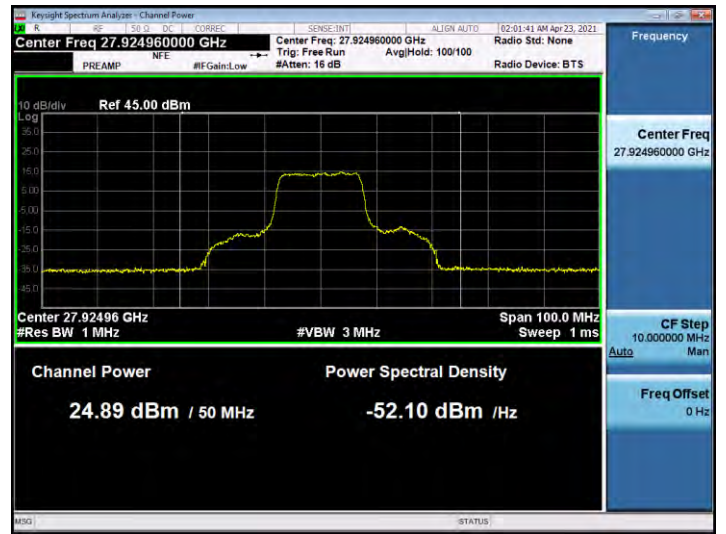 Keysight Spectrum Analyzer - Channel Power
R RF 50 Ω DC CORREC SENSE:INT ALIGN AUTO 02:01:41 AM Apr 23, 2021
Center Freq 27.924960000 GHz Center Freq: 27.924960000 GHz Radio Std: None
NFE Trig: Free Run Avg|Hold: 100/100
PREAMP #IFGain:Low #Atten: 16 dB Radio Device: BTS
Frequency
10 dB/div Ref 45.00 dBm
Log
35.0
25.0
15.0
5.00
-5.00
-15.0
-25.0
-35.0
-45.0
Center 27.92496 GHz Span 100.0 MHz
#Res BW 1 MHz #VBW 3 MHz Sweep 1 ms
Channel Power Power Spectral Density
24.89 dBm / 50 MHz -52.10 dBm /Hz
Center Freq
27.924960000 GHz
CF Step
10.000000 MHz
Auto Man
Freq Offset
0 Hz
MSG STATUS